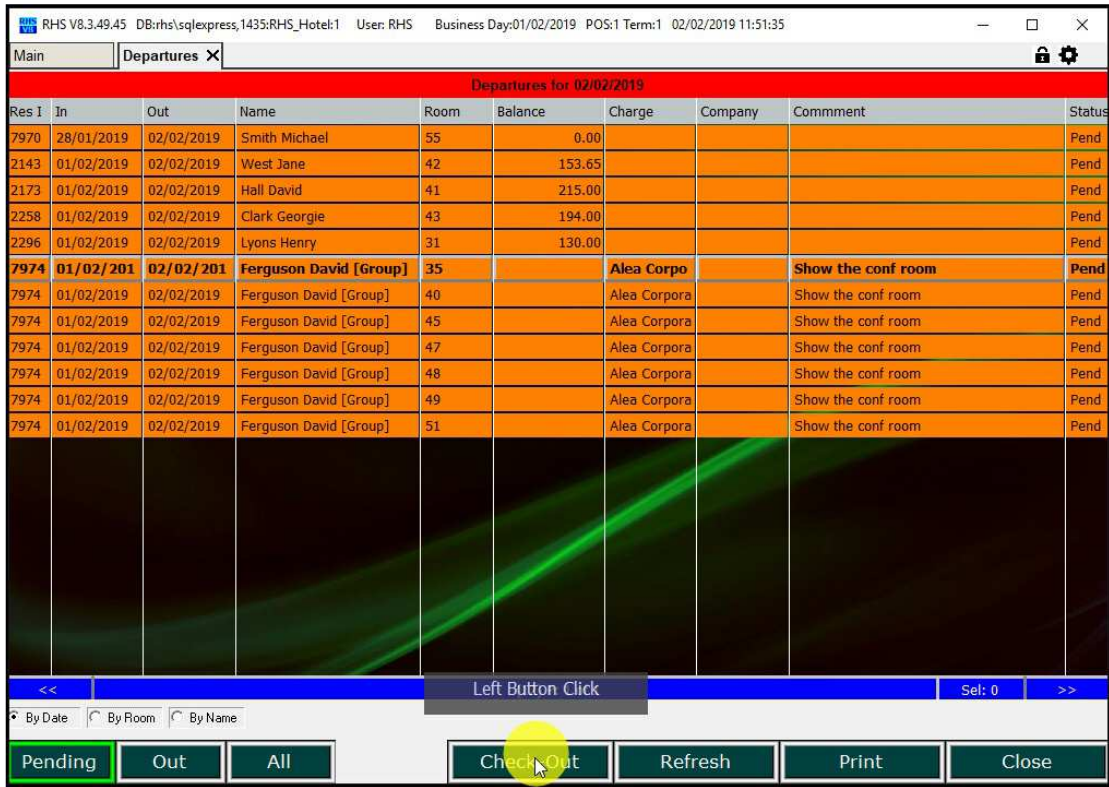 RHS V8.3.49.45 DB:rhs\sqlexpress,1435:RHS_Hotel:1 User: RHS Business Day:01/02/2019 POS:1 Term:1 02/02/2019 11:51:35
Main Departures X
Departures for 02/02/2019
Res I In Out Name Room Balance Charge Company Commment Status
7970 28/01/2019 02/02/2019 Smith Michael 55 0.00 Pend
2143 01/02/2019 02/02/2019 West Jane 42 153.65 Pend
2173 01/02/2019 02/02/2019 Hall David 41 215.00 Pend
2258 01/02/2019 02/02/2019 Clark Georgie 43 194.00 Pend
2296 01/02/2019 02/02/2019 Lyons Henry 31 130.00 Pend
7974 01/02/201 02/02/201 Ferguson David [Group] 35 Alea Corpo Show the conf room Pend
7974 01/02/2019 02/02/2019 Ferguson David [Group] 40 Alea Corpora Show the conf room Pend
7974 01/02/2019 02/02/2019 Ferguson David [Group] 45 Alea Corpora Show the conf room Pend
7974 01/02/2019 02/02/2019 Ferguson David [Group] 47 Alea Corpora Show the conf room Pend
7974 01/02/2019 02/02/2019 Ferguson David [Group] 48 Alea Corpora Show the conf room Pend
7974 01/02/2019 02/02/2019 Ferguson David [Group] 49 Alea Corpora Show the conf room Pend
7974 01/02/2019 02/02/2019 Ferguson David [Group] 51 Alea Corpora Show the conf room Pend
<< Left Button Click Sel: 0 >>
By Date By Room By Name
Pending Out All Check-Out Refresh Print Close